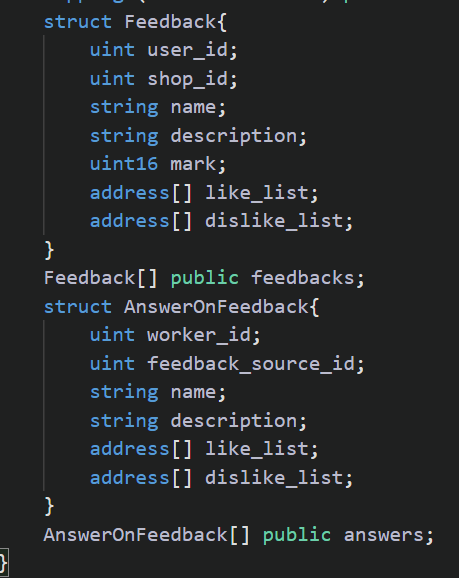 struct Feedback{
uint user_id;
uint shop_id;
string name;
string description;
uint16 mark;
address[] like_list;
address[] dislike_list;
}
Feedback[] public feedbacks;
struct AnswerOnFeedback{
uint worker_id;
uint feedback_source_id;
string name;
string description;
address[] like_list;
address[] dislike_list;
}
AnswerOnFeedback[] public answers;
}